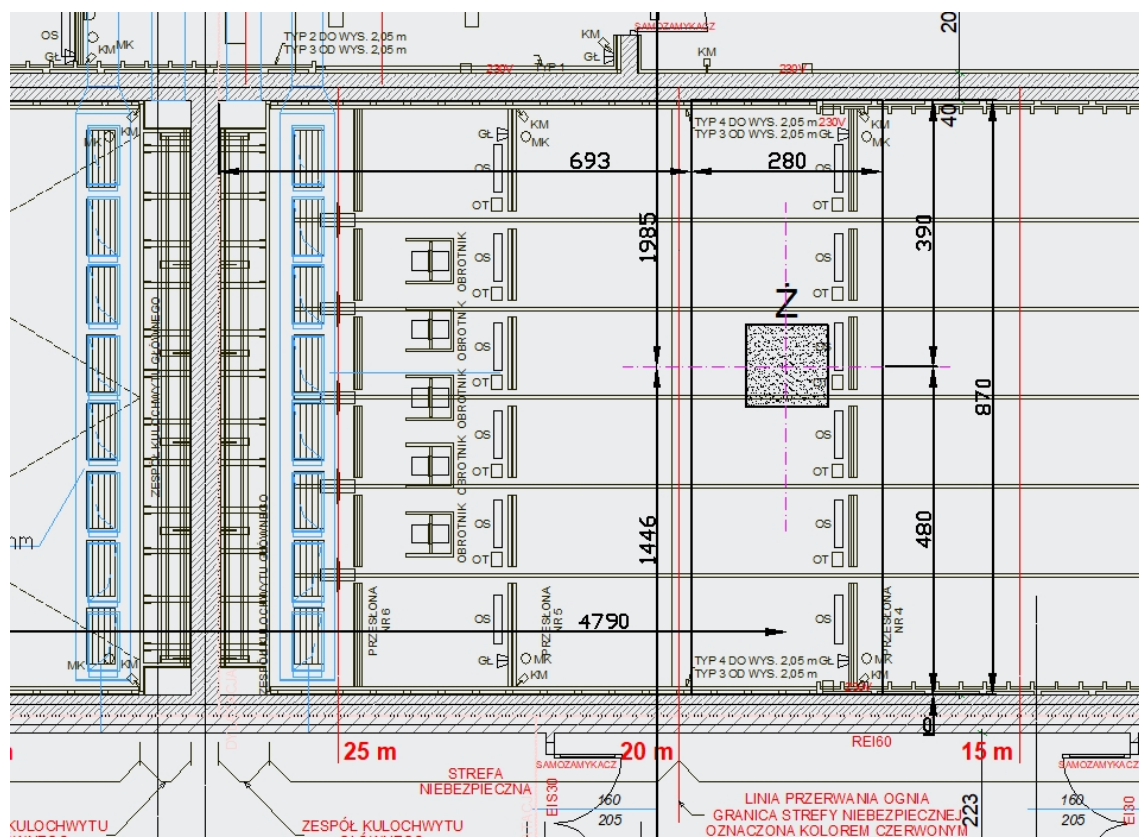 OS
GŁ
KM
MK
TYP 2 DO WYS. 2,05 m
TYP 3 OD WYS. 2,05 m
230V
TYP 1
KM
GŁ
SAMOZAMYKACZ
KM
230V
20
40
KM
MK
GŁ
KM
MK
TYP 4 DO WYS. 2,05 m
TYP 3 OD WYS. 2,05 m
230V
GŁ
KM
MK
693
280
OS
OT
OT
1985
390
OS
OT
OBROTNIK
OS
OT
Ż
OS
OT
OBROTNIK
ZESPÓŁ KULOCHWYTU GŁÓWNEGO
OS
OBROTNIK
870
OS
OT
OBROTNIK
OS
OT
1446
480
OS
OT
OBROTNIK
OS
OT
ZESPÓŁ KULOCHWYTU GŁÓWNEGO
PRZESŁONA
NR 6
OS
PRZESŁONA
NR 5
OS
PRZESŁONA
NR 4
4790
MK
KM
GŁ
MK
KM
TYP 4 DO WYS. 2,05 m
TYP 3 OD WYS. 2,05 m
GŁ
MK
KM
230V
25 m
20 m
15 m
REI60
SAMOZAMYKACZ
SAMOZAMYKACZ
STREFA
NIEBEZPIECZNA
EIS30
160
205
LINIA PRZERWANIA OGNIA
GRANICA STREFY NIEBEZPIECZNEJ
OZNACZONA KOLOREM CZERWONYM
223
160
205
EI30
KULOCHWYTU
ZESPÓŁ KULOCHWYTU